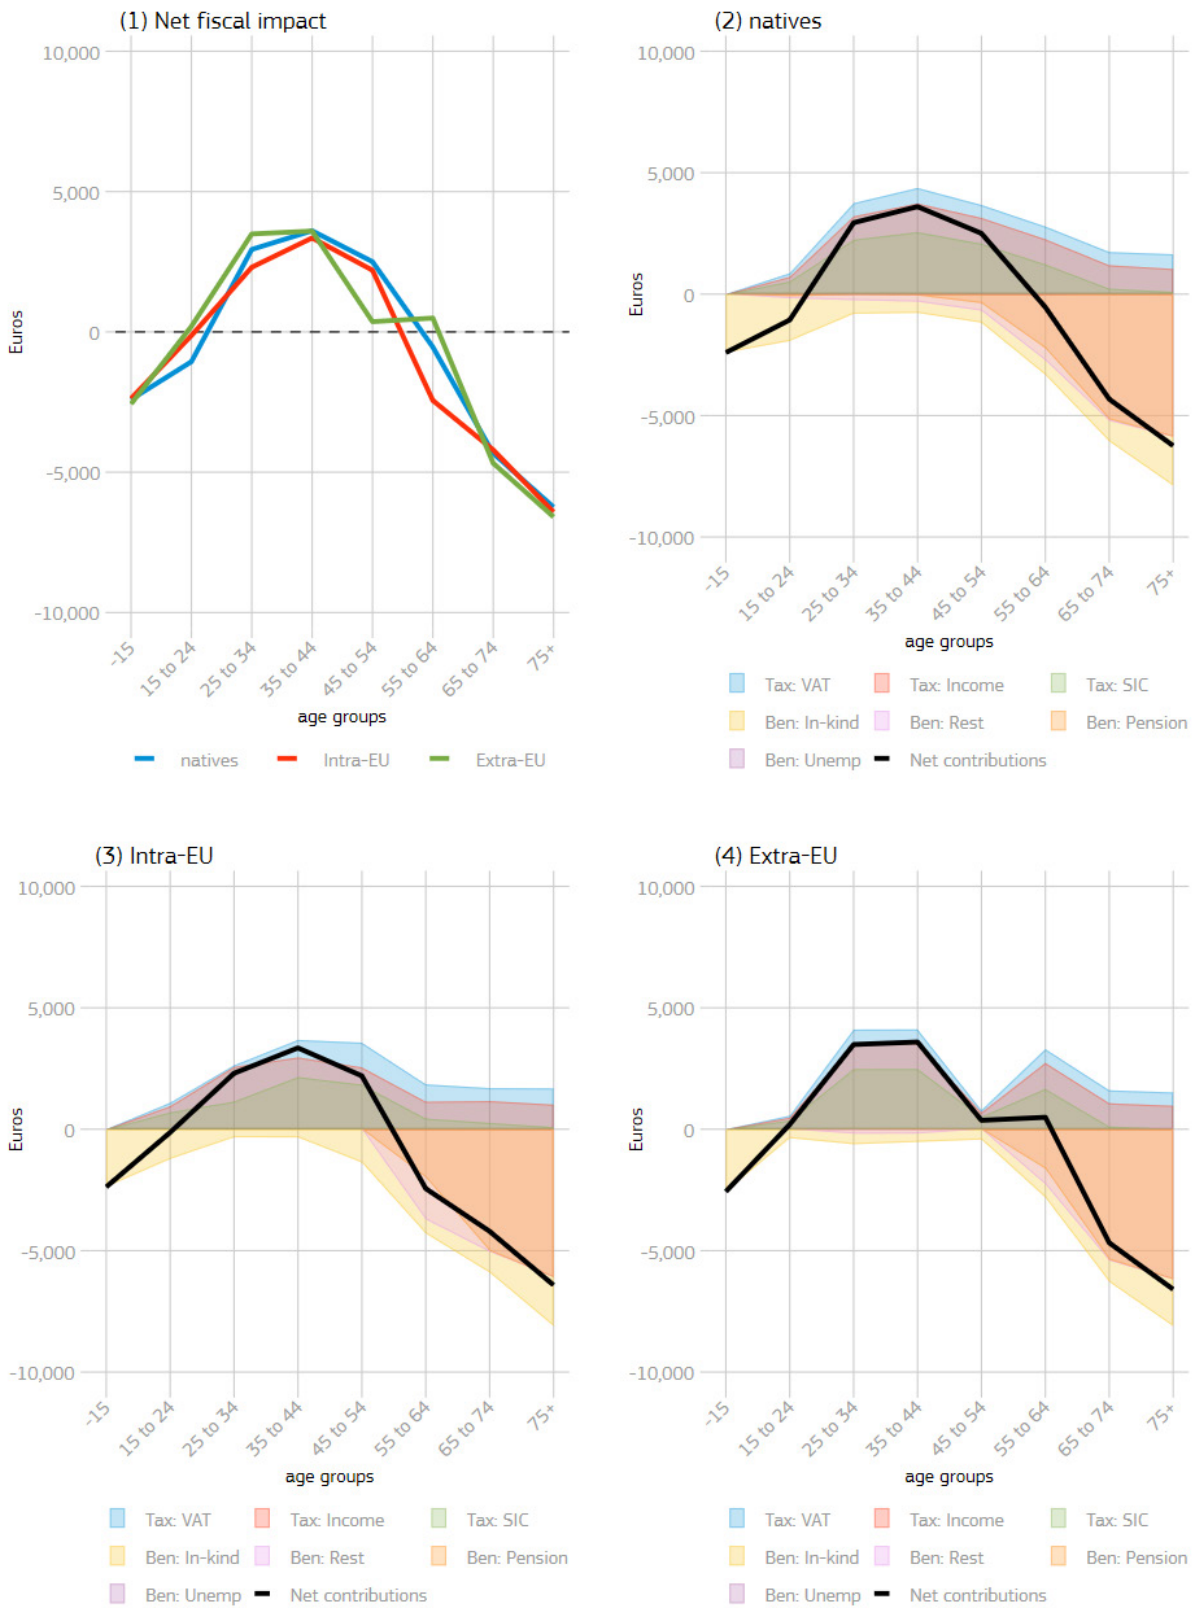 (1) Net fiscal impact
10,000
5,000
0
-5,000
-10,000
Euros
-15
15 to 24
25 to 34
35 to 44
45 to 54
55 to 64
65 to 74
75+
age groups
natives Intra-EU Extra-EU
(2) natives
10,000
5,000
0
-5,000
-10,000
Euros
-15
15 to 24
25 to 34
35 to 44
45 to 54
55 to 64
65 to 74
75+
age groups
Tax: VAT Tax: Income Tax: SIC
Ben: In-kind Ben: Rest Ben: Pension
Ben: Unemp Net contributions
(3) Intra-EU
10,000
5,000
0
-5,000
-10,000
Euros
-15
15 to 24
25 to 34
35 to 44
45 to 54
55 to 64
65 to 74
75+
age groups
Tax: VAT Tax: Income Tax: SIC
Ben: In-kind Ben: Rest Ben: Pension
Ben: Unemp Net contributions
(4) Extra-EU
10,000
5,000
0
-5,000
-10,000
Euros
-15
15 to 24
25 to 34
35 to 44
45 to 54
55 to 64
65 to 74
75+
age groups
Tax: VAT Tax: Income Tax: SIC
Ben: In-kind Ben: Rest Ben: Pension
Ben: Unemp Net contributions